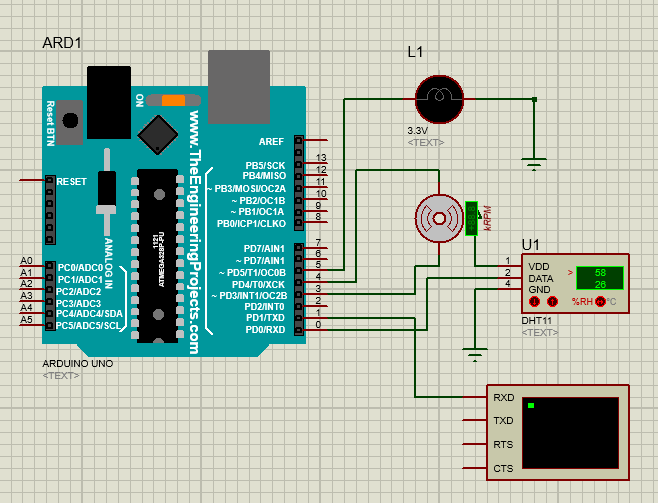 ARD1
Reset BTN
ON
www.TheEngineeringProjects.com
RESET
ANALOG IN
ATMEGA328P-PU
1121
A0
A1
A2
A3
A4
A5
PC0/ADC0
PC1/ADC1
PC2/ADC2
PC3/ADC3
PC4/ADC4/SDA
PC5/ADC5/SCL
AREF
PB5/SCK
PB4/MISO
~ PB3/MOSI/OC2A
~ PB2/OC1B
~ PB1/OC1A
PB0/ICP1/CLKO
13
12
11
10
9
8
PD7/AIN1
~ PD7/AIN1
~ PD5/T1/OC0B
PD4/T0/XCK
~ PD3/INT1/OC2B
PD2/INT0
PD1/TXD
PD0/RXD
7
6
5
4
3
2
1
0
ARDUINO UNO
<TEXT>
L1
3.3V
<TEXT>
kRPM
U1
1
2
4
VDD
DATA
GND
>
58
26
%RH
°C
DHT11
<TEXT>
RXD
TXD
RTS
CTS